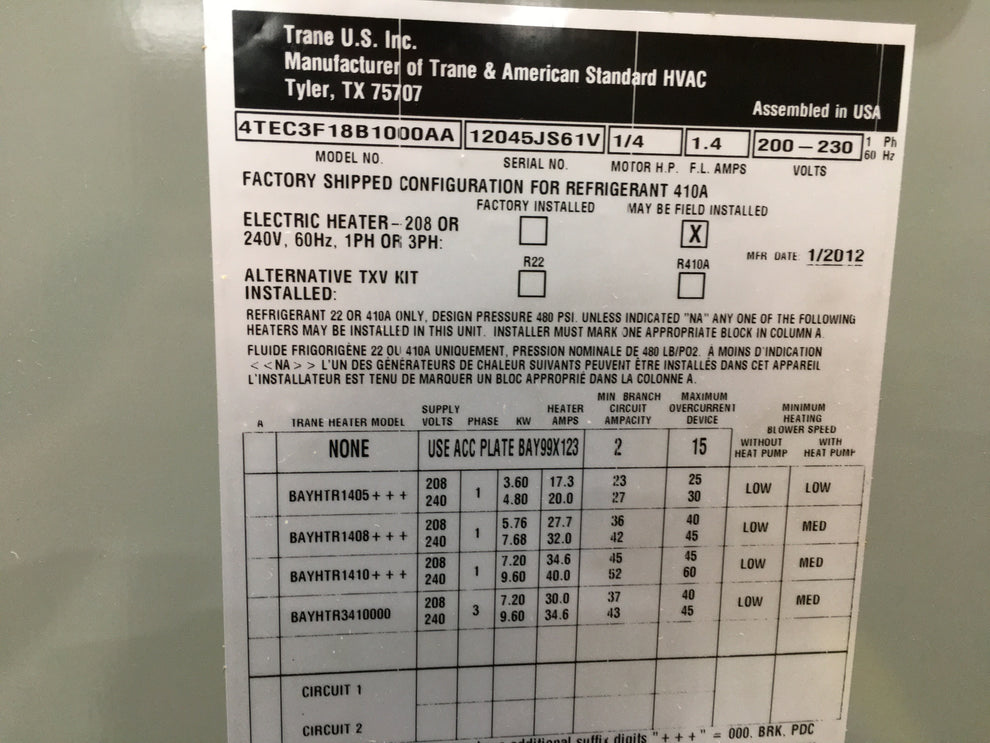 Trane U.S. Inc.
Manufacturer of Trane & American Standard HVAC
Tyler, TX 75707
Assembled in USA
4TEC3F18B1000AA 12045JS61V 1/4 1.4 200 – 230 1 Ph 60 Hz
MODEL NO. SERIAL NO. MOTOR H.P. F.L. AMPS VOLTS
FACTORY SHIPPED CONFIGURATION FOR REFRIGERANT 410A
FACTORY INSTALLED MAY BE FIELD INSTALLED
ELECTRIC HEATER – 208 OR
240V, 60Hz, 1PH OR 3PH: X
MFR DATE: 1/2012
R22 R410A
ALTERNATIVE TXV KIT
INSTALLED:
REFRIGERANT 22 OR 410A ONLY, DESIGN PRESSURE 480 PSI. UNLESS INDICATED "NA" ANY ONE OF THE FOLLOWING
HEATERS MAY BE INSTALLED IN THIS UNIT. INSTALLER MUST MARK ONE APPROPRIATE BLOCK IN COLUMN A.
FLUIDE FRIGORIGÈNE 22 OU 410A UNIQUEMENT, PRESSION NOMINALE DE 480 LB/PO2. À MOINS D'INDICATION
< <NA > > L'UN DES GÉNÉRATEURS DE CHALEUR SUIVANTS PEUVENT ÊTRE INSTALLÉS DANS CET APPAREIL
L'INSTALLATEUR EST TENU DE MARQUER UN BLOC APPROPRIÉ DANS LA COLONNE A.
A TRANE HEATER MODEL SUPPLY VOLTS PHASE KW HEATER AMPS MIN BRANCH CIRCUIT AMPACITY MAXIMUM OVERCURRENT DEVICE MINIMUM HEATING BLOWER SPEED
WITHOUT HEAT PUMP WITH HEAT PUMP
NONE USE ACC PLATE BAY99X123 2 15
BAYHTR1405 + + + 208 1 3.60 17.3 23 25 LOW LOW
240 4.80 20.0 27 30
BAYHTR1408 + + + 208 1 5.76 27.7 36 40 LOW MED
240 7.68 32.0 42 45
BAYHTR1410 + + + 208 1 7.20 34.6 45 45 LOW MED
240 9.60 40.0 52 60
BAYHTR3410000 208 3 7.20 30.0 37 40 LOW MED
240 9.60 34.6 43 45
CIRCUIT 1
CIRCUIT 2
additional suffix digits "+ + +" = 000, BRK, PDC